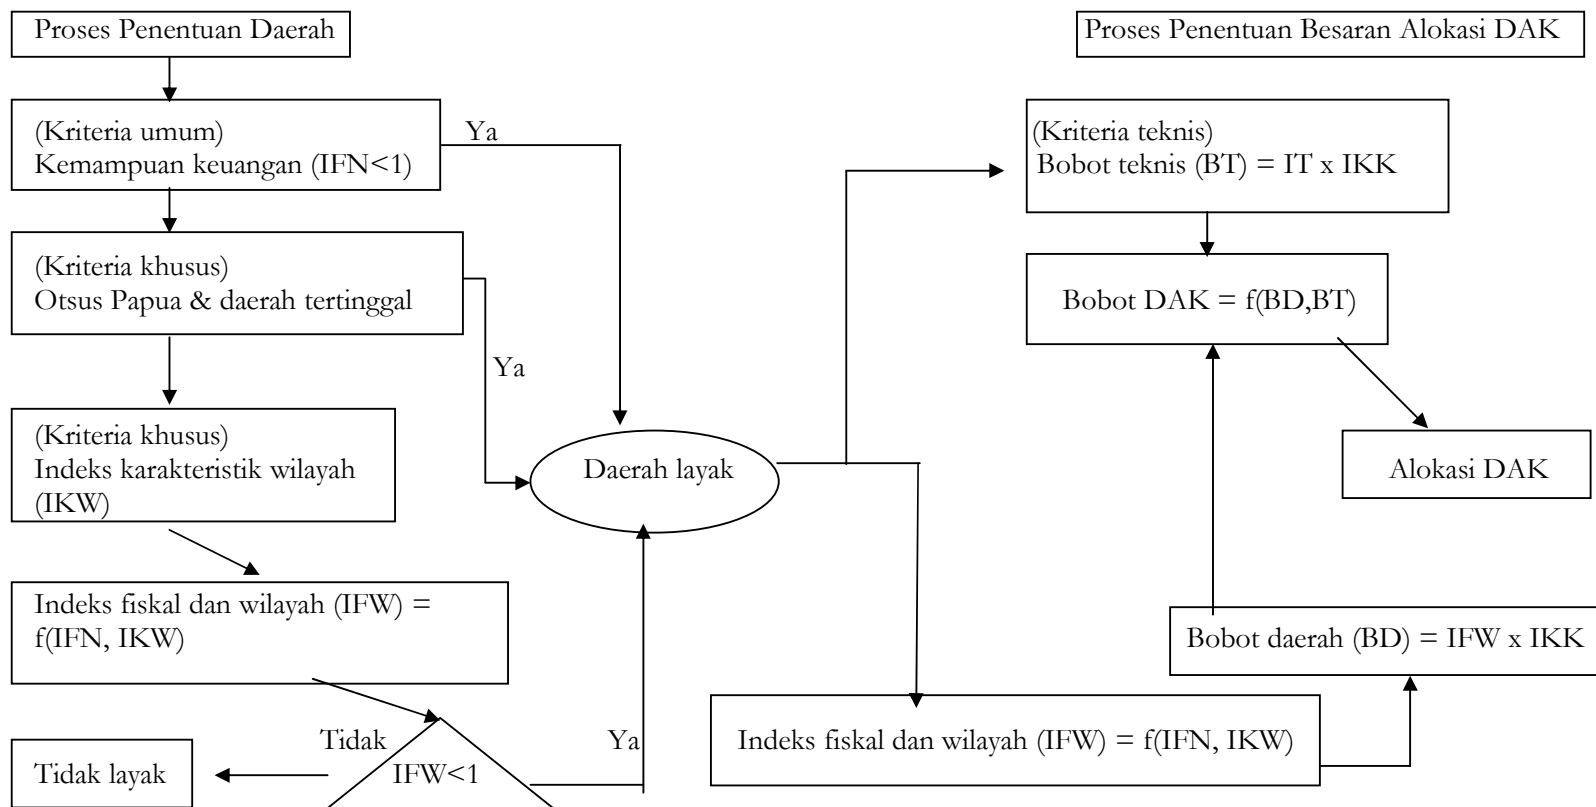 Proses Penentuan Daerah
(Kriteria umum)
Kemampuan keuangan (IFN<1)
Ya
(Kriteria khusus)
Otsus Papua & daerah tertinggal
Ya
(Kriteria khusus)
Indeks karakteristik wilayah
(IKW)
Indeks fiskal dan wilayah (IFW) =
f(IFN, IKW)
Tidak
IFW<1
Ya
Tidak layak
Daerah layak
Proses Penentuan Besaran Alokasi DAK
(Kriteria teknis)
Bobot teknis (BT) = IT x IKK
Bobot DAK = f(BD,BT)
Alokasi DAK
Bobot daerah (BD) = IFW x IKK
Indeks fiskal dan wilayah (IFW) = f(IFN, IKW)